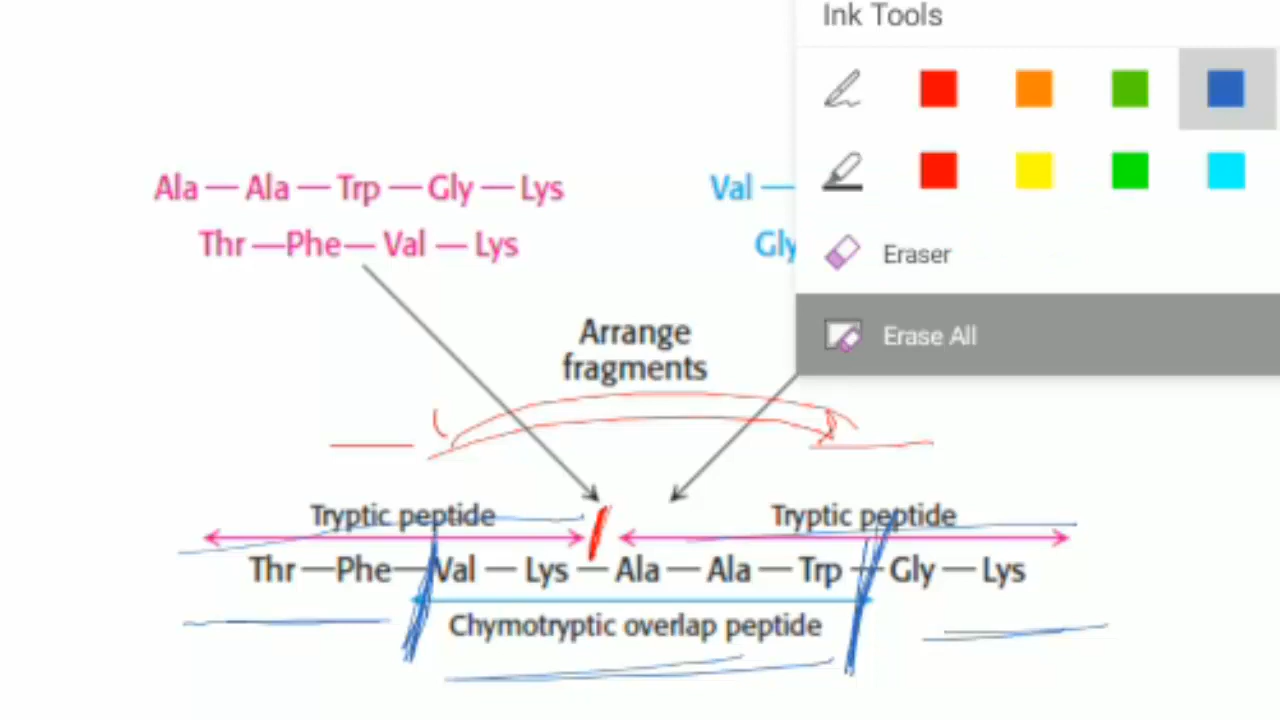 Ink Tools
Ala — Ala — Trp — Gly — Lys
Val —
Thr — Phe — Val — Lys
Gly
Eraser
Arrange
fragments
Erase All
Tryptic peptide
Tryptic peptide
Thr — Phe — Val — Lys — Ala — Ala — Trp — Gly — Lys
Chymotryptic overlap peptide